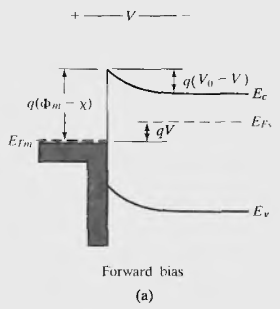 + V −
q(Φm − χ)
q(V0 − V)
Ec
EFs
qV
Efm
Ev
Forward bias
(a)